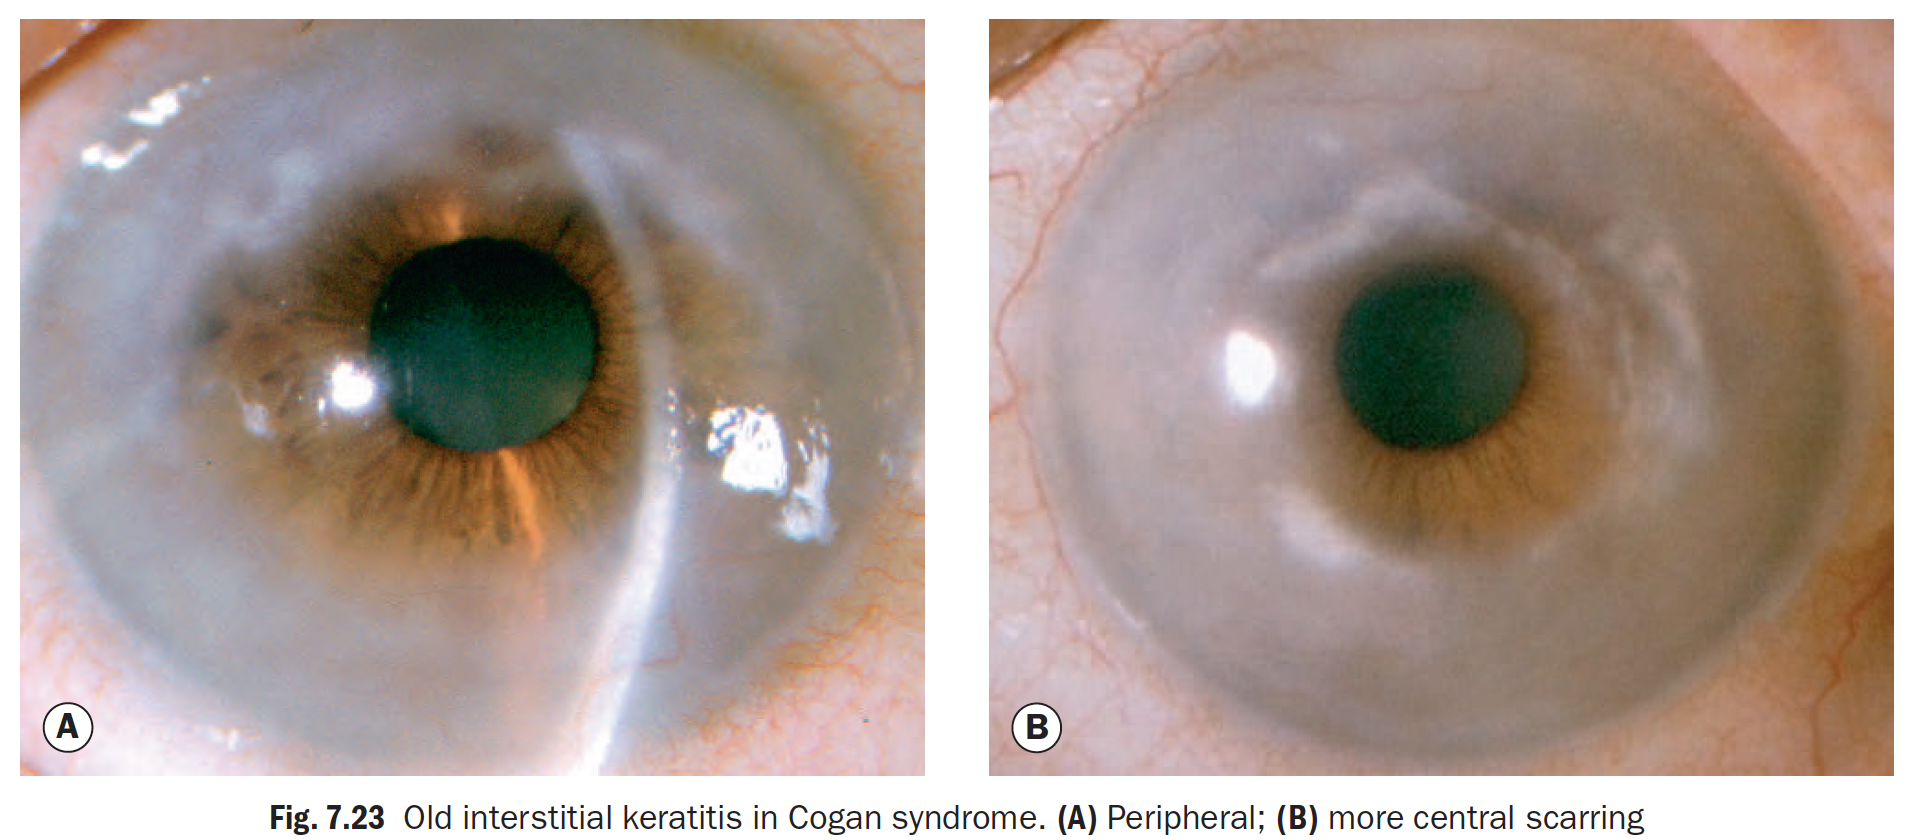 A
B
Fig. 7.23 Old interstitial keratitis in Cogan syndrome. (A) Peripheral; (B) more central scarring